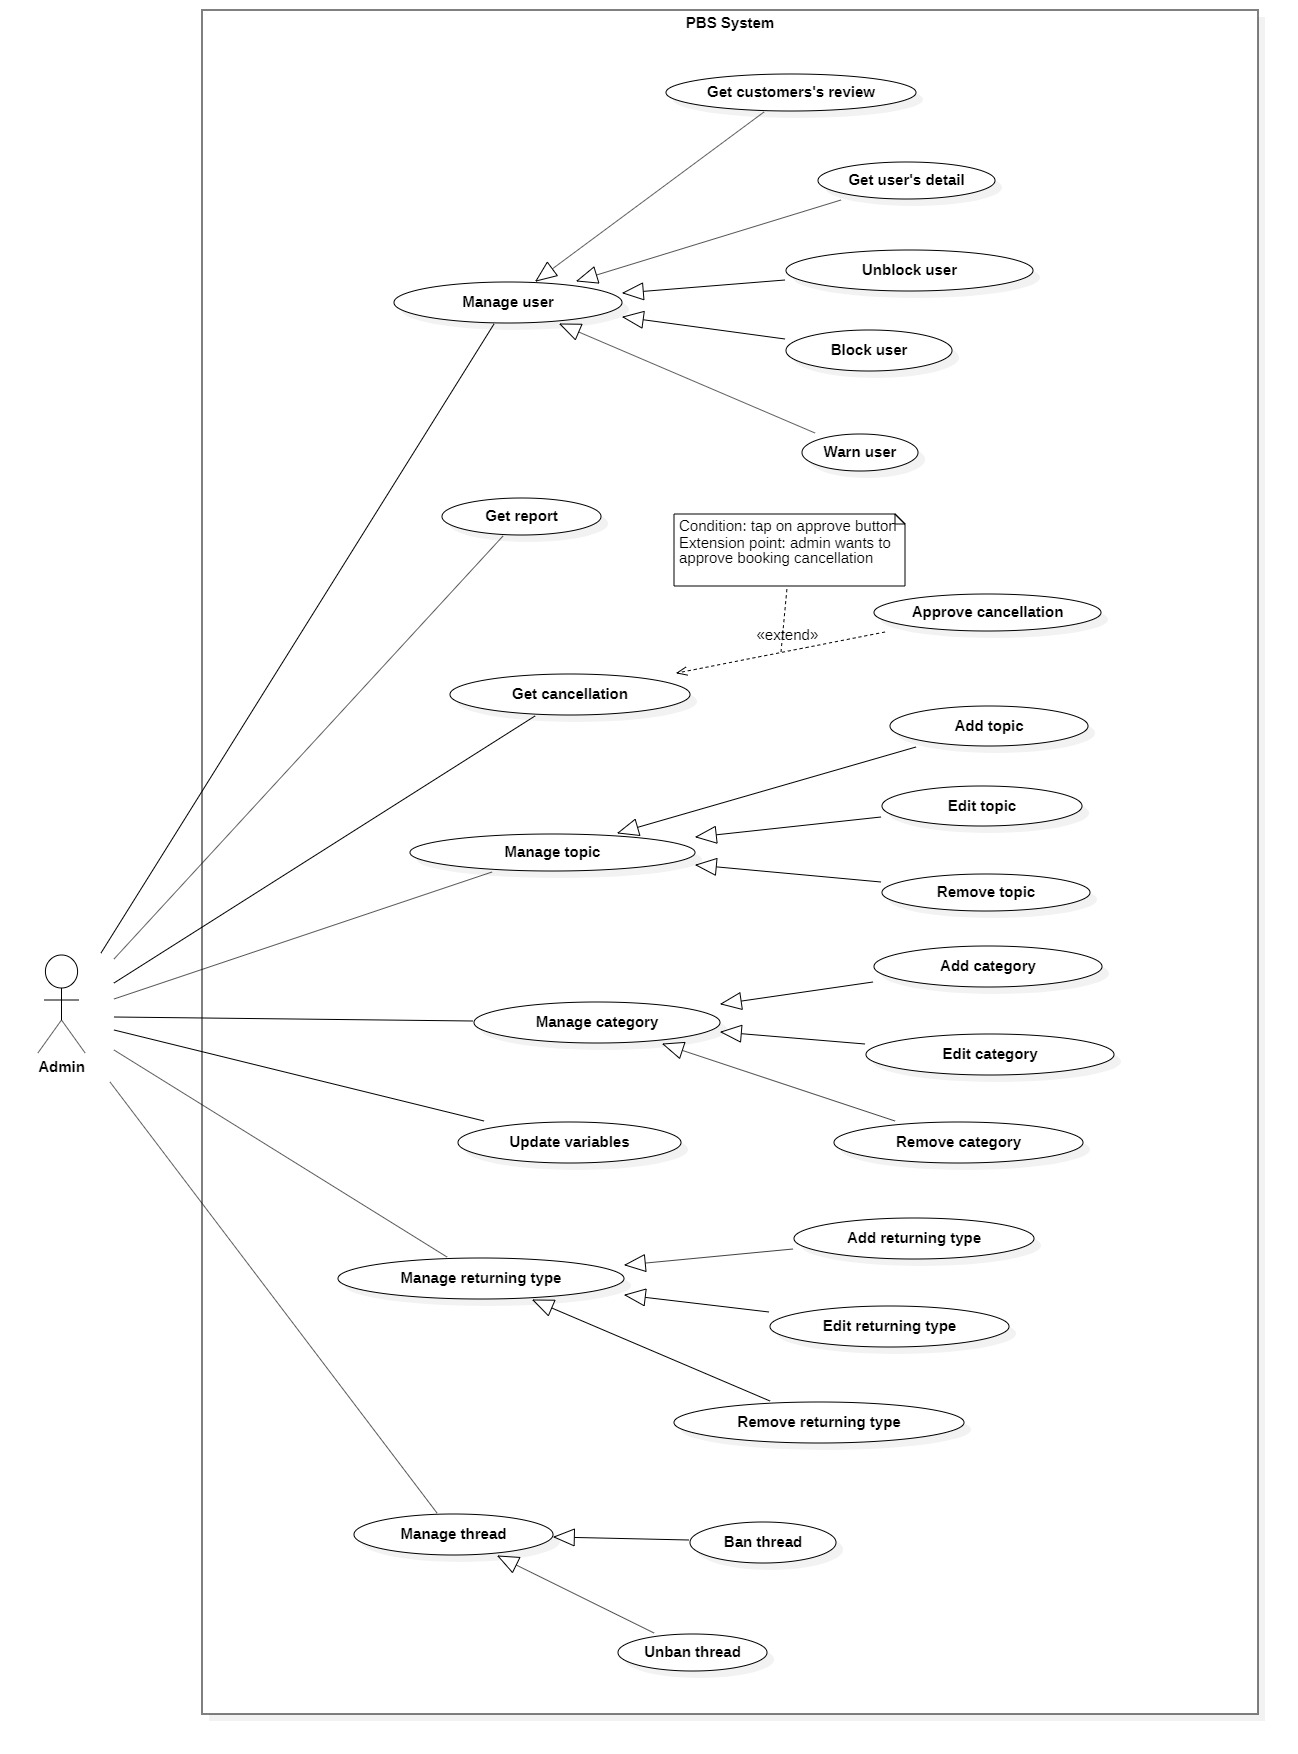 PBS System
Get customers's review
Get user's detail
Unblock user
Manage user
Block user
Warn user
Get report
Condition: tap on approve button
Extension point: admin wants to
approve booking cancellation
Approve cancellation
«extend»
Get cancellation
Add topic
Edit topic
Manage topic
Remove topic
Add category
Manage category
Edit category
Admin
Update variables
Remove category
Add returning type
Manage returning type
Edit returning type
Remove returning type
Manage thread
Ban thread
Unban thread